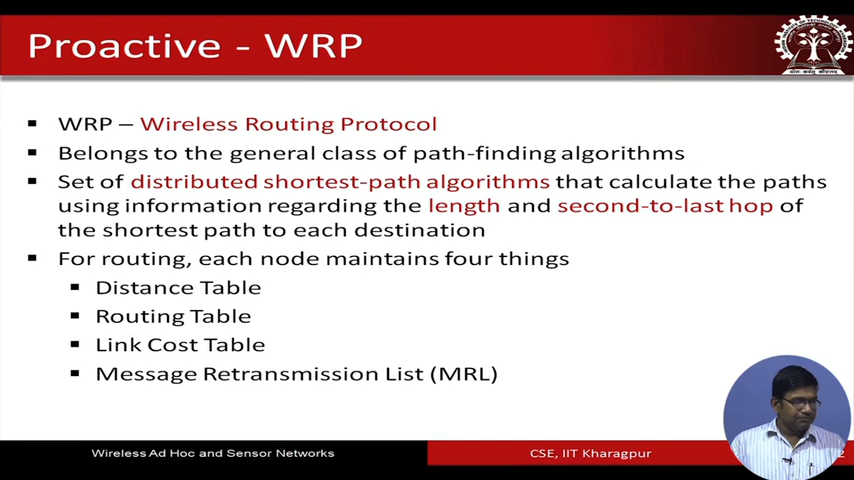 Proactive - WRP
▪ WRP – Wireless Routing Protocol
▪ Belongs to the general class of path-finding algorithms
▪ Set of distributed shortest-path algorithms that calculate the paths
using information regarding the length and second-to-last hop of
the shortest path to each destination
▪ For routing, each node maintains four things
▪ Distance Table
▪ Routing Table
▪ Link Cost Table
▪ Message Retransmission List (MRL)
Wireless Ad Hoc and Sensor Networks
CSE, IIT Kharagpur
2